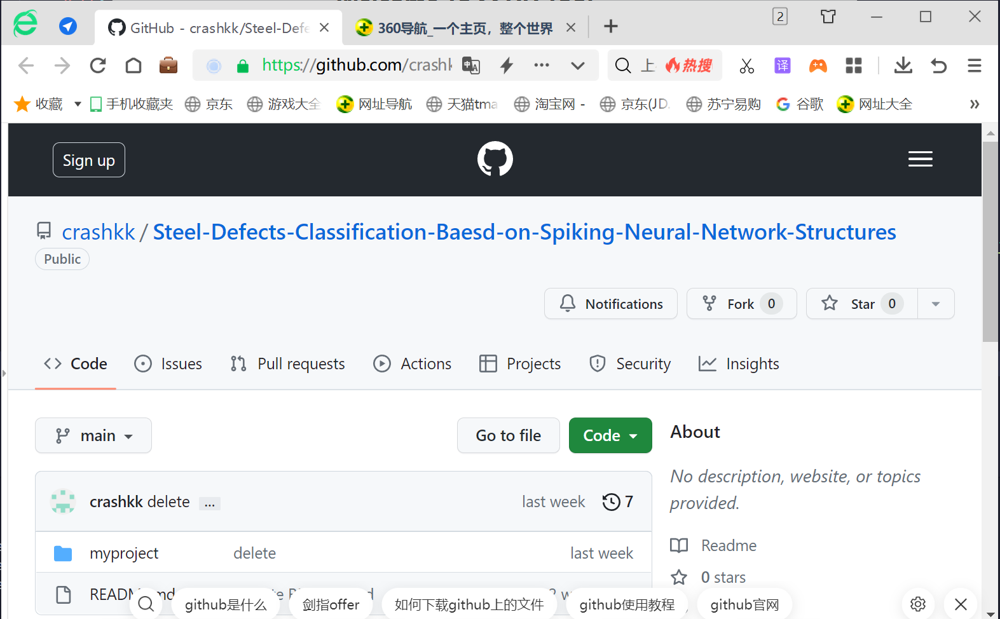 GitHub - crashkk/Steel-Defe
360导航_一个主页，整个世界
2
https://github.com/crashk
上
热搜
译
收藏
手机收藏夹
京东
游戏大全
网址导航
天猫tma
淘宝网 -
京东(JD.
苏宁易购
谷歌
网址大全
Sign up
crashkk / Steel-Defects-Classification-Baesd-on-Spiking-Neural-Network-Structures
Public
Notifications
Fork 0
Star 0
Code
Issues
Pull requests
Actions
Projects
Security
Insights
main
Go to file
Code
About
No description, website, or topics
provided.
crashkk delete ...
last week
7
myproject
delete
last week
Readme
0 stars
github是什么
剑指offer
如何下载github上的文件
github使用教程
github官网